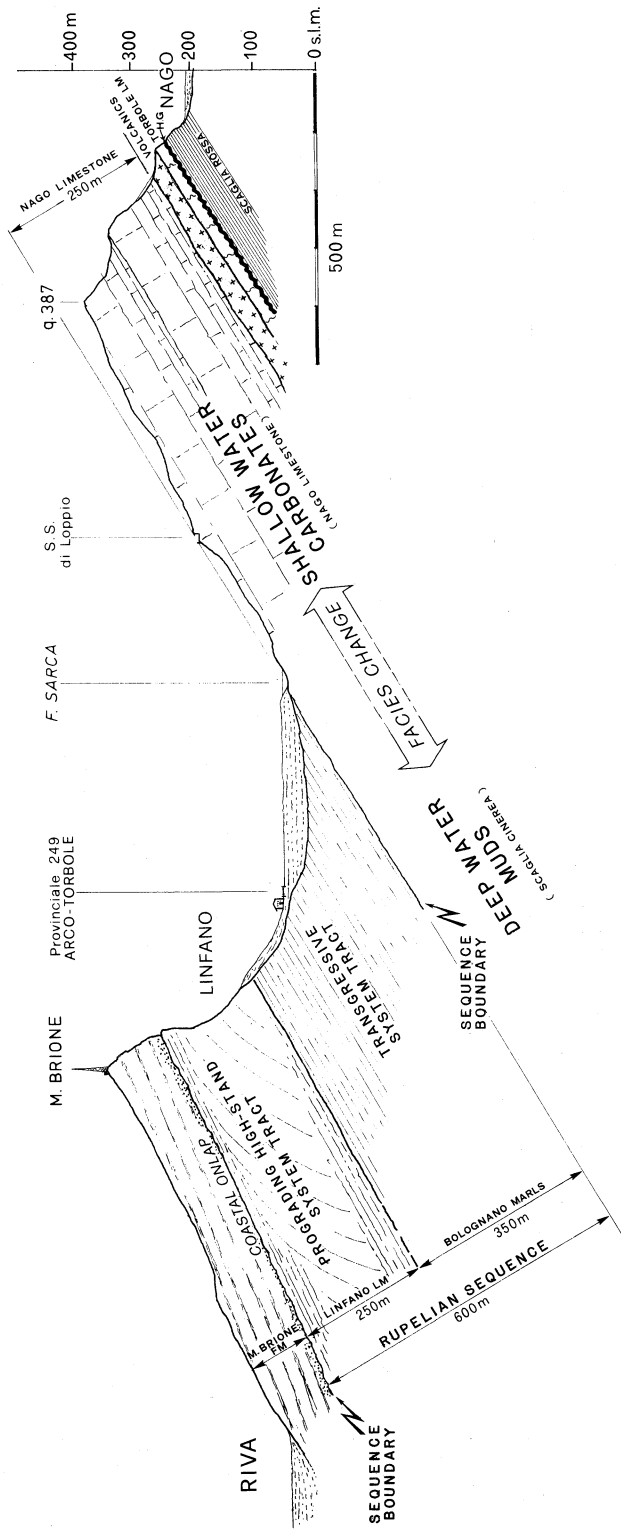 400 m
300
200
100
0 s.l.m.
500 m
NAGO
HG
TORBOLE LM
VOLCANICS
NAGO LIMESTONE
250 m
SCAGLIA ROSSA
q. 387
S.S.
di Loppio
F. SARCA
Provinciale 249
ARCO-TORBOLE
LINFANO
M. BRIONE
RIVA
SHALLOW WATER
CARBONATES
(NAGO LIMESTONE)
FACIES CHANGE
DEEP WATER
MUDS
(SCAGLIA CINEREA)
SEQUENCE
BOUNDARY
TRANSGRESSIVE
SYSTEM TRACT
PROGRADING HIGH-STAND
SYSTEM TRACT
COASTAL ONLAP
M. BRIONE
FM
LINFANO LM
250m
BOLOGNANO MARLS
350m
RUPELIAN SEQUENCE
600m
SEQUENCE
BOUNDARY